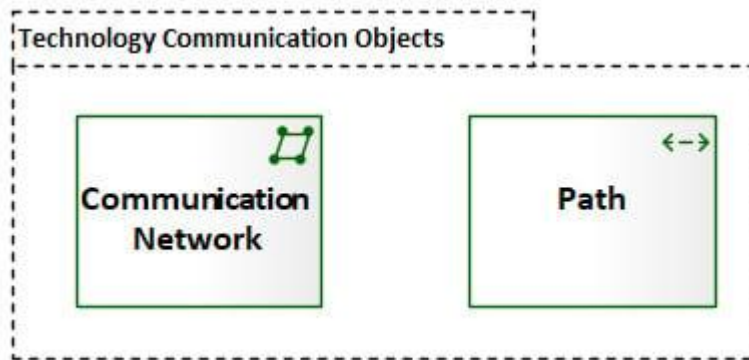 Technology Communication Objects
Communication
Network
Path